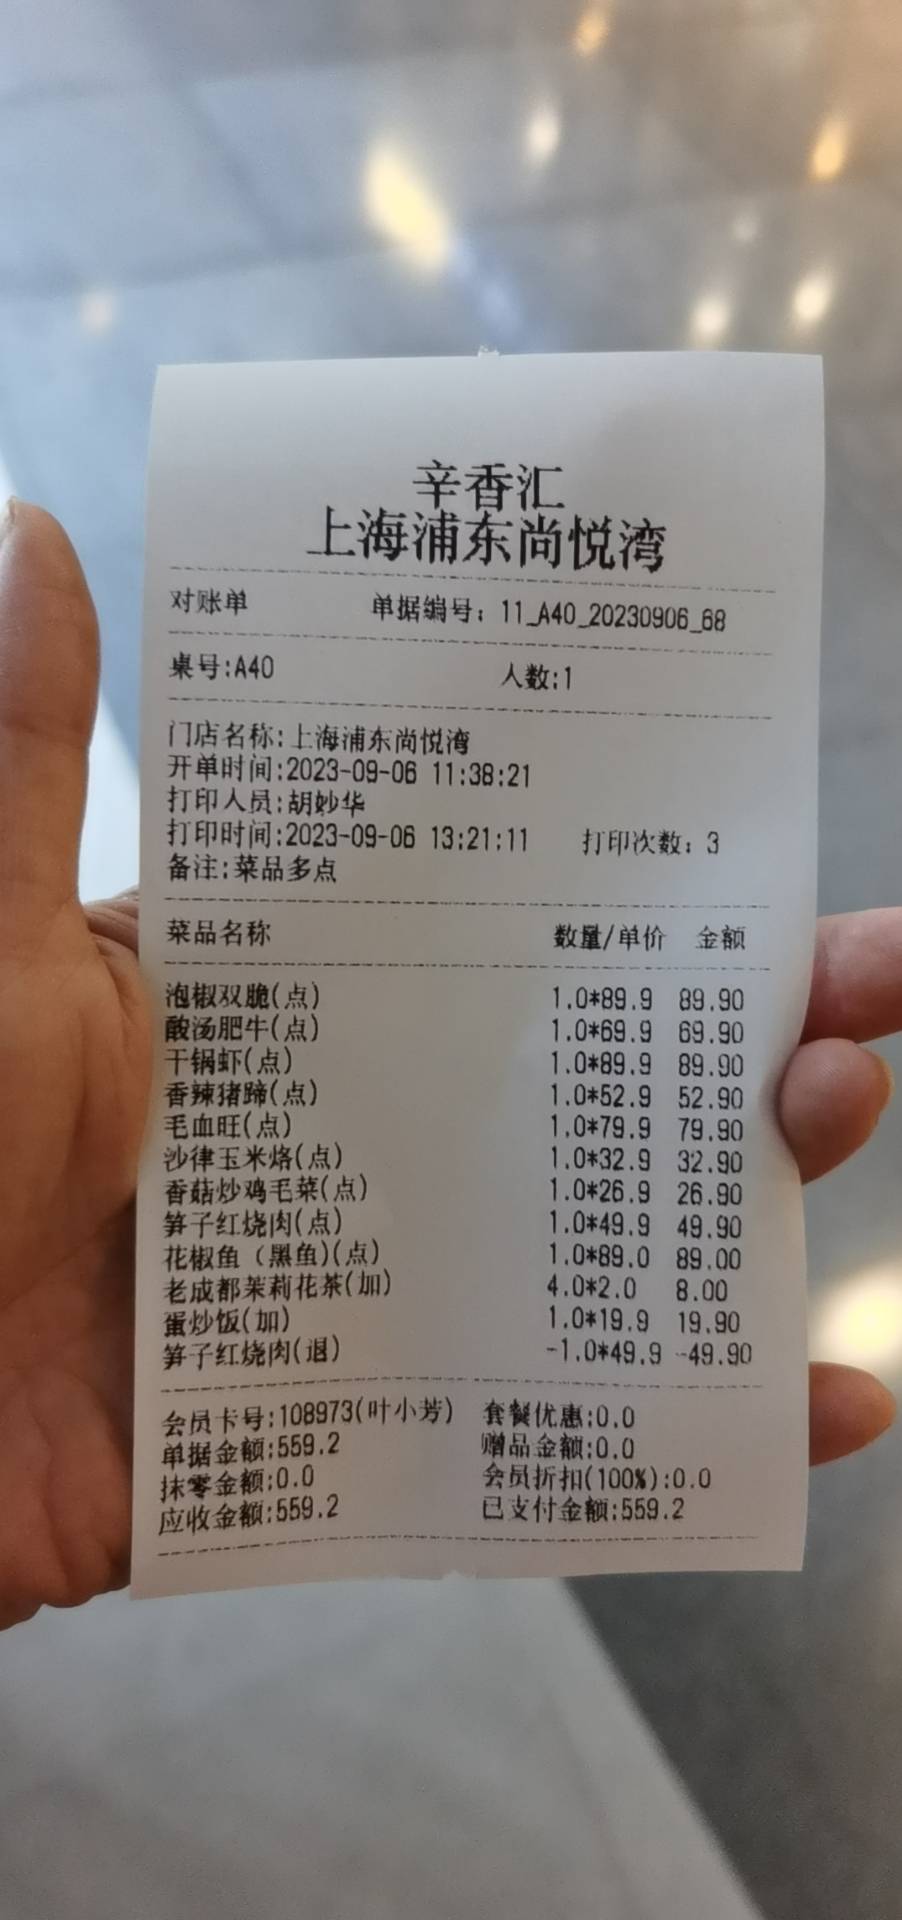 辛香汇
上海浦东尚悦湾
对账单 单据编号：11_A40_20230906_68
桌号:A40 人数:1
门店名称:上海浦东尚悦湾
开单时间:2023-09-06 11:38:21
打印人员:胡妙华
打印时间:2023-09-06 13:21:11 打印次数：3
备注:菜品多点
菜品名称 数量/单价 金额
泡椒双脆(点) 1.0*89.9 89.90
酸汤肥牛(点) 1.0*69.9 69.90
干锅虾(点) 1.0*89.9 89.90
香辣猪蹄(点) 1.0*52.9 52.90
毛血旺(点) 1.0*79.9 79.90
沙律玉米烙(点) 1.0*32.9 32.90
香菇炒鸡毛菜(点) 1.0*26.9 26.90
笋子红烧肉(点) 1.0*49.9 49.90
花椒鱼（黑鱼)(点) 1.0*89.0 89.00
老成都茉莉花茶(加) 4.0*2.0 8.00
蛋炒饭(加) 1.0*19.9 19.90
笋子红烧肉(退) -1.0*49.9 -49.90
会员卡号:108973(叶小芳) 套餐优惠:0.0
单据金额:559.2 赠品金额:0.0
抹零金额:0.0 会员折扣(100%):0.0
应收金额:559.2 已支付金额:559.2